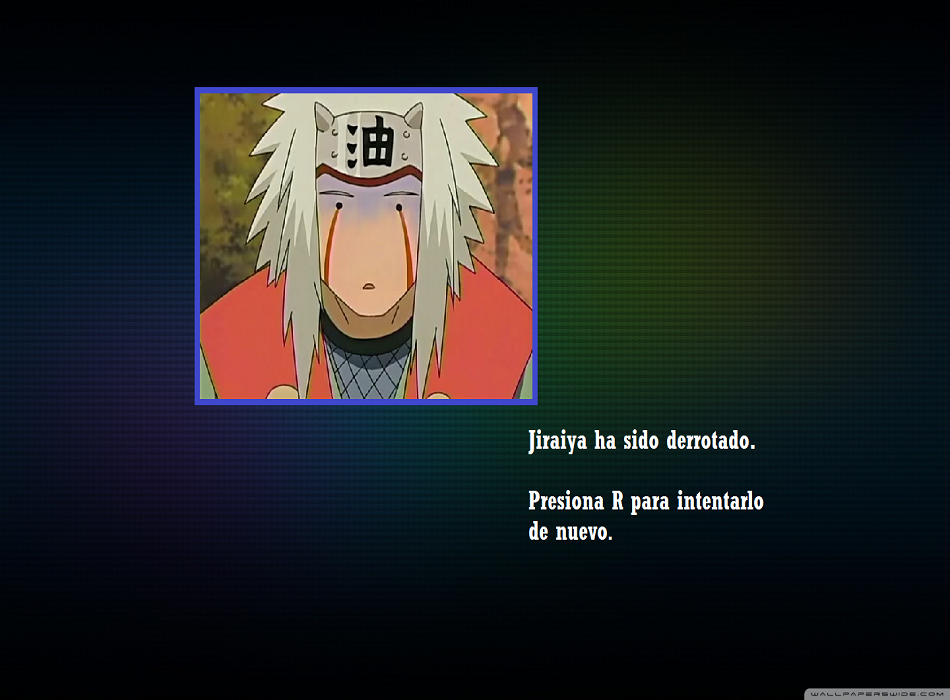 油
Jiraiya ha sido derrotado.
Presiona R para intentarlo
de nuevo.
WALLPAPERSWIDE.COM